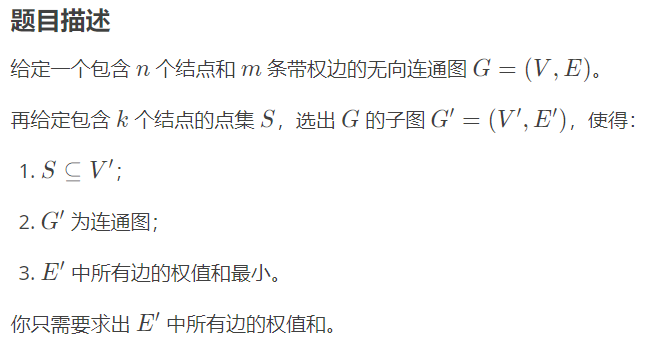 题目描述
给定一个包含 n 个结点和 m 条带权边的无向连通图 G = (V, E)。
再给定包含 k 个结点的点集 S，选出 G 的子图 G′ = (V′, E′)，使得：
1. S ⊆ V′；
2. G′ 为连通图；
3. E′ 中所有边的权值和最小。
你只需要求出 E′ 中所有边的权值和。